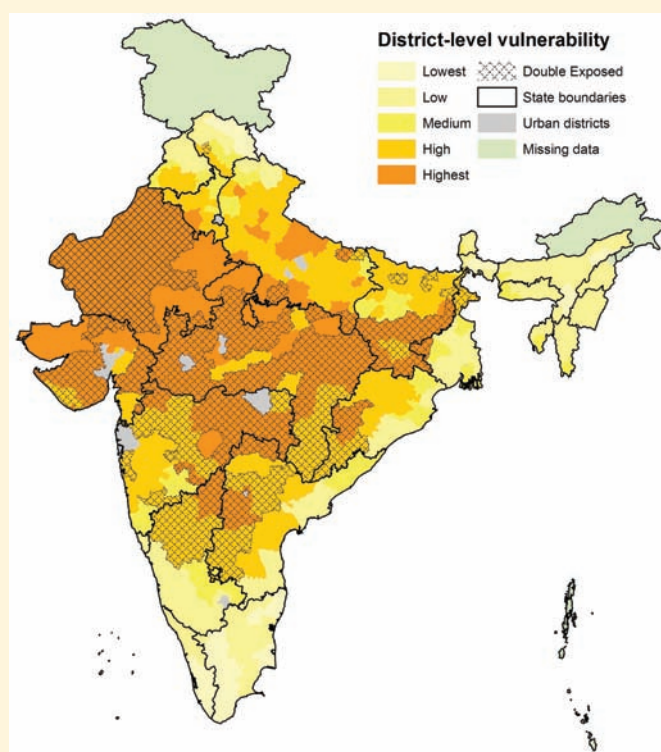 District-level vulnerability
Lowest
Low
Medium
High
Highest
Double Exposed
State boundaries
Urban districts
Missing data